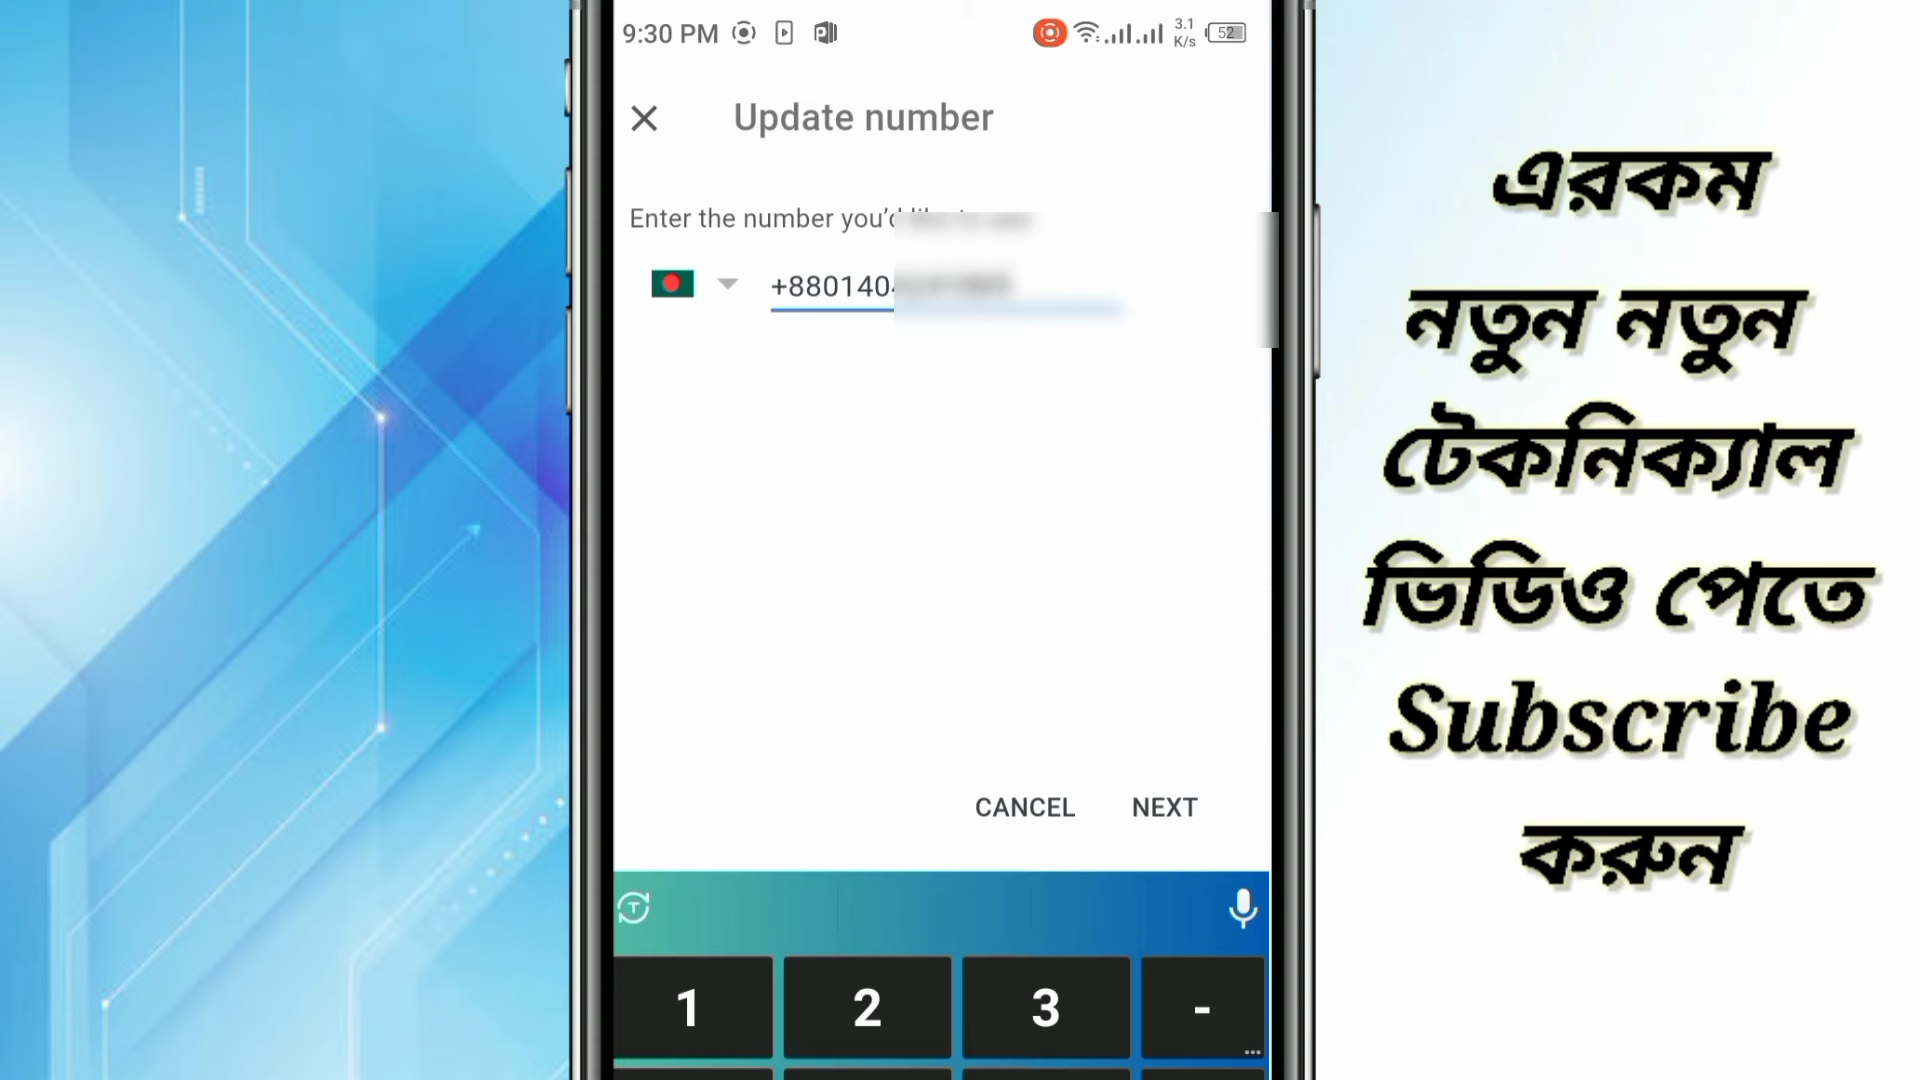 9:30 PM
3.1
K/s
52
Update number
Enter the number you'd
+880140
CANCEL NEXT
1 2 3 -
এরকম
নতুন নতুন
টেকনিক্যাল
ভিডিও পেতে
Subscribe
করুন